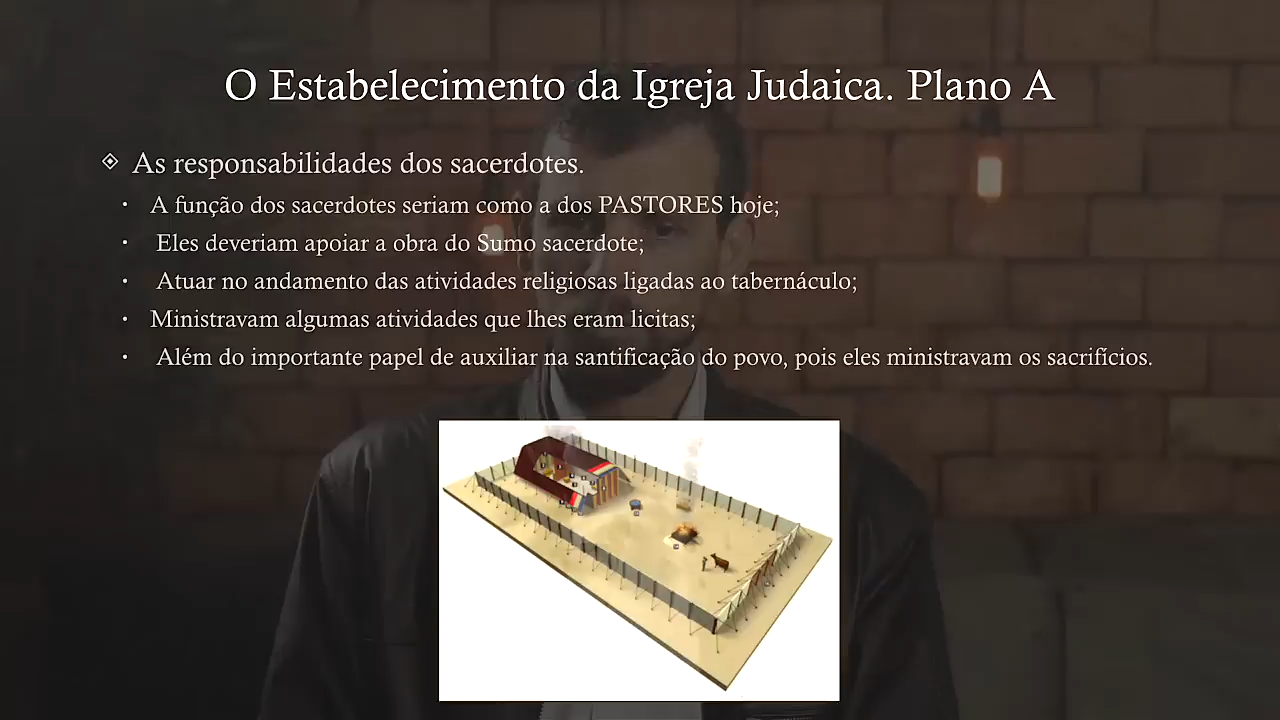 O Estabelecimento da Igreja Judaica. Plano A
As responsabilidades dos sacerdotes.
A função dos sacerdotes seriam como a dos PASTORES hoje;
Eles deveriam apoiar a obra do Sumo sacerdote;
Atuar no andamento das atividades religiosas ligadas ao tabernáculo;
Ministravam algumas atividades que lhes eram licitas;
Além do importante papel de auxiliar na santificação do povo, pois eles ministravam os sacrifícios.